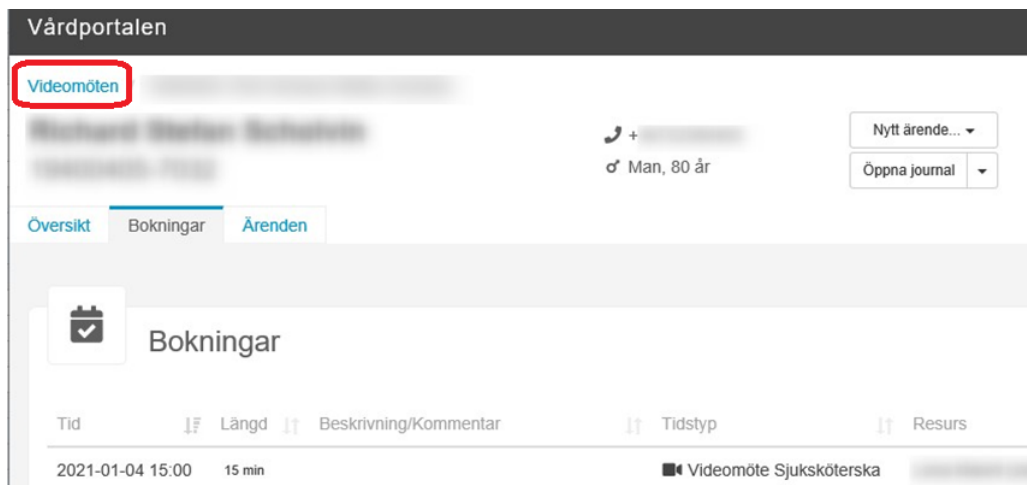 Vårdportalen
Videomöten
+
Nytt ärende...
Man, 80 år
Öppna journal
Översikt Bokningar Ärenden
Bokningar
Tid Längd Beskrivning/Kommentar Tidstyp Resurs
2021-01-04 15:00 15 min Videomöte Sjuksköterska